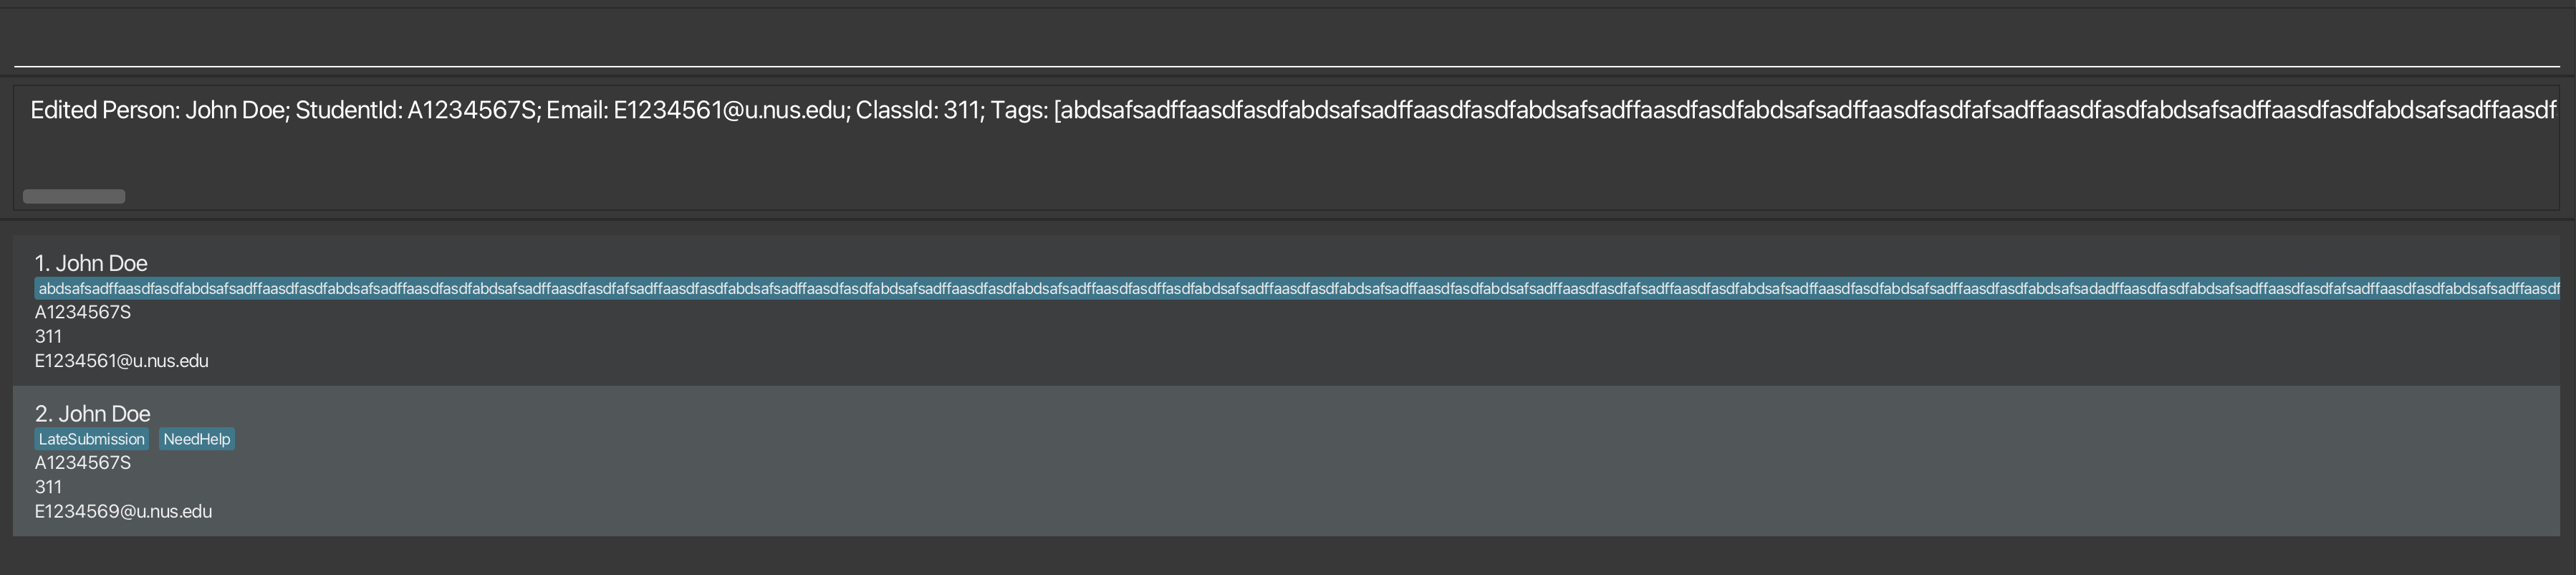 Edited Person: John Doe; StudentId: A1234567S; Email: E1234561@u.nus.edu; ClassId: 311; Tags: [abdsafsadffaasdfasdfabdsafsadffaasdfasdfabdsafsadffaasdfasdfabdsafsadffaasdfasdfafsadffaasdfasdfabdsafsadffaasdfasdfabdsafsadffaasdf
1. John Doe
abdsafsadffaasdfasdfabdsafsadffaasdfasdfabdsafsadffaasdfasdfabdsafsadffaasdfasdfafsadffaasdfasdfabdsafsadffaasdfasdfabdsafsadffaasdfasdfabdsafsadffaasdfasdffasdfabdsafsadffaasdfasdfabdsafsadffaasdfasdfabdsafsadffaasdfasdfafsadffaasdfasdfabdsafsadffaasdfasdfabdsafsadffaasdfasdfabdsafsadadffaasdfasdfabdsafsadffaasdfasdfafsadffaasdfasdfabdsafsadffaasdf
A1234567S
311
E1234561@u.nus.edu
2. John Doe
LateSubmission NeedHelp
A1234567S
311
E1234569@u.nus.edu